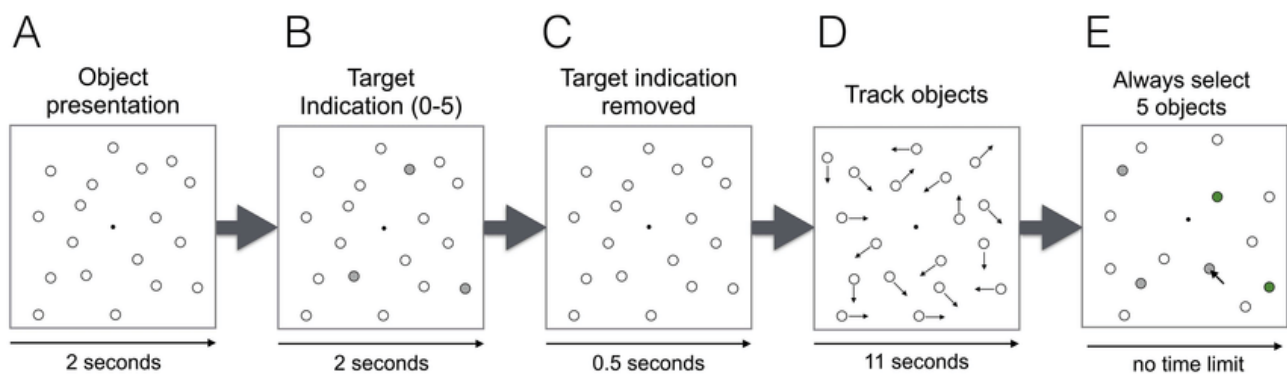 A
B
C
D
E
Object
presentation
Target
Indication (0-5)
Target indication
removed
Track objects
Always select
5 objects
2 seconds
2 seconds
0.5 seconds
11 seconds
no time limit